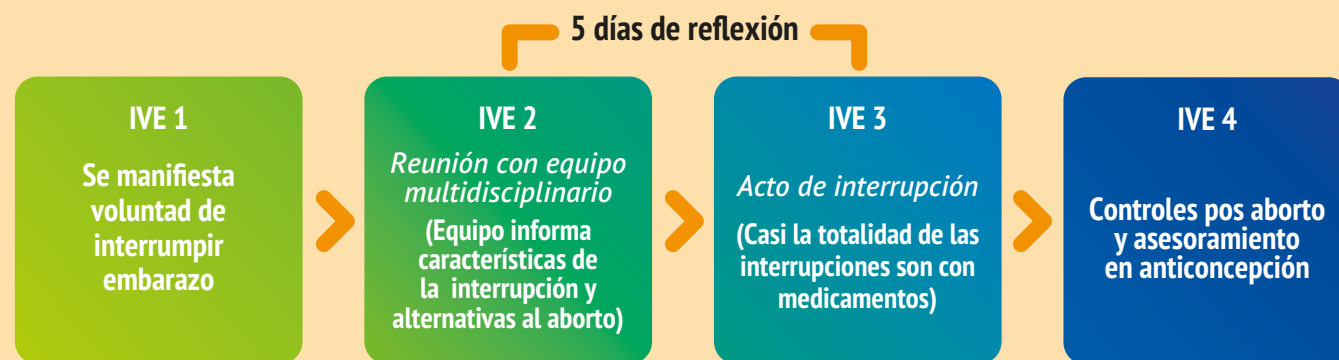 5 días de reflexión
IVE 1
Se manifiesta
voluntad de
interrumpir
embarazo
IVE 2
Reunión con equipo
multidisciplinario
(Equipo informa
características de
la interrupción y
alternativas al aborto)
IVE 3
Acto de interrupción
(Casi la totalidad de las
interrupciones son con
medicamentos)
IVE 4
Controles pos aborto
y asesoramiento
en anticoncepción